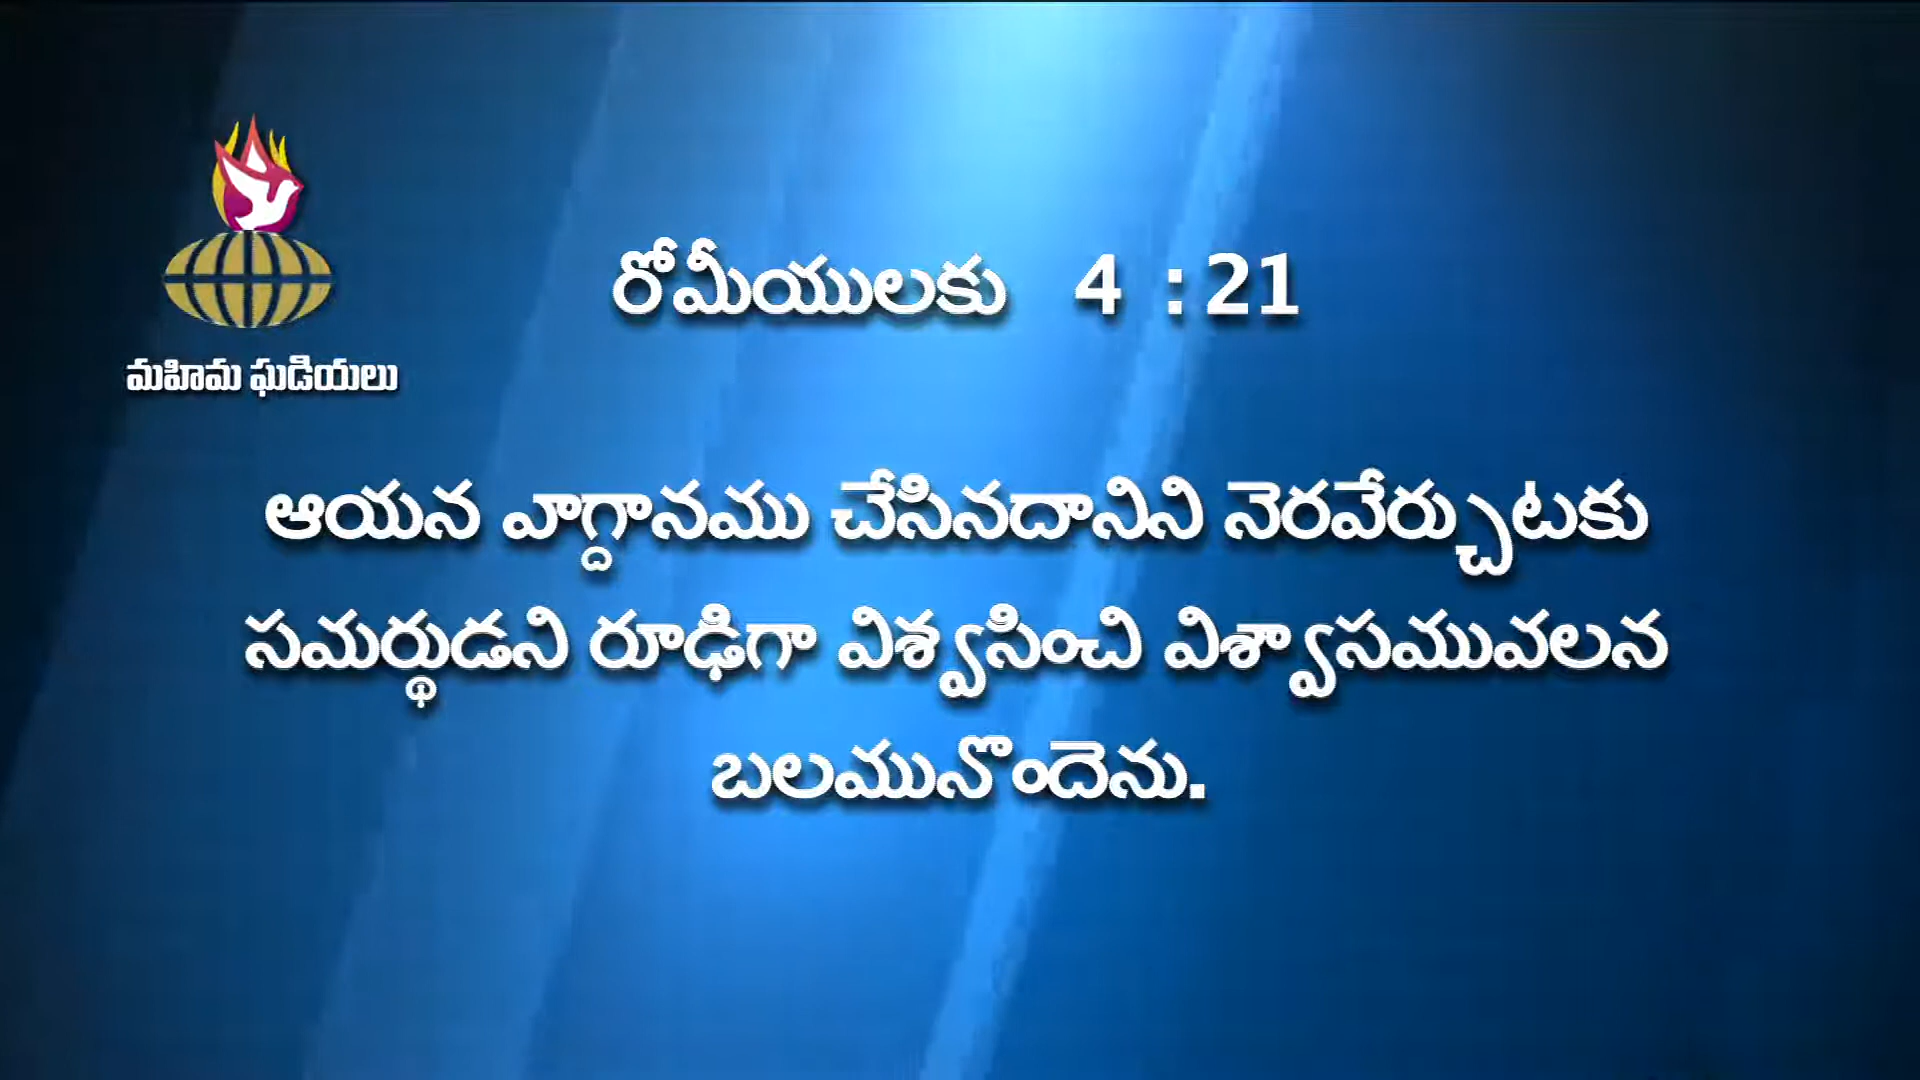 రోమీయులకు 4 : 21
మహిమ ఘడియలు
ఆయన వాగ్దానము చేసినదానిని నెరవేర్చుటకు
సమర్థుడని రూఢిగా విశ్వసించి విశ్వాసమువలన
బలమునొందెను.